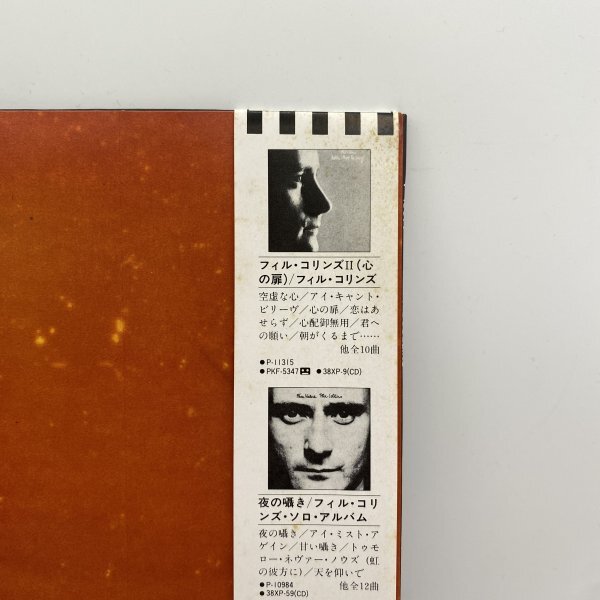 フィル・コリンズII(心
の扉)/フィル・コリンズ
空虚な心/アイ・キャント・
ビリーヴ/心の扉/恋はあ
せらず/心配御無用/君へ
の願い/朝がくるまで……
他全10曲
●P-11315
●PKF-5347 ●38XP-9(CD)
夜の囁き/フィル・コリ
ンズ・ソロ・アルバム
夜の囁き/アイ・ミスト・ア
ゲイン/甘い囁き/トゥモ
ロー・ネヴァー・ノウズ(虹
の彼方に)/天を仰いで
●P-10984 他全12曲
●38XP-59(CD)